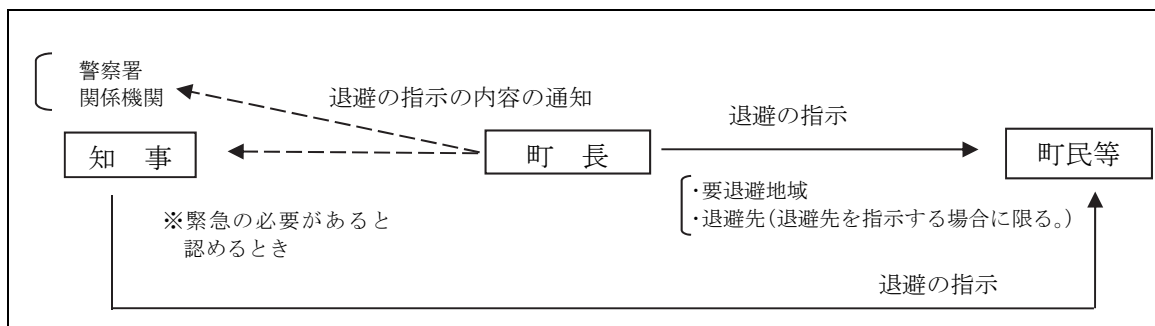 警察署
関係機関
退避の指示の内容の通知
退避の指示
知　事
町　長
町民等
・要退避地域
・退避先（退避先を指示する場合に限る。）
※緊急の必要があると
認めるとき
退避の指示